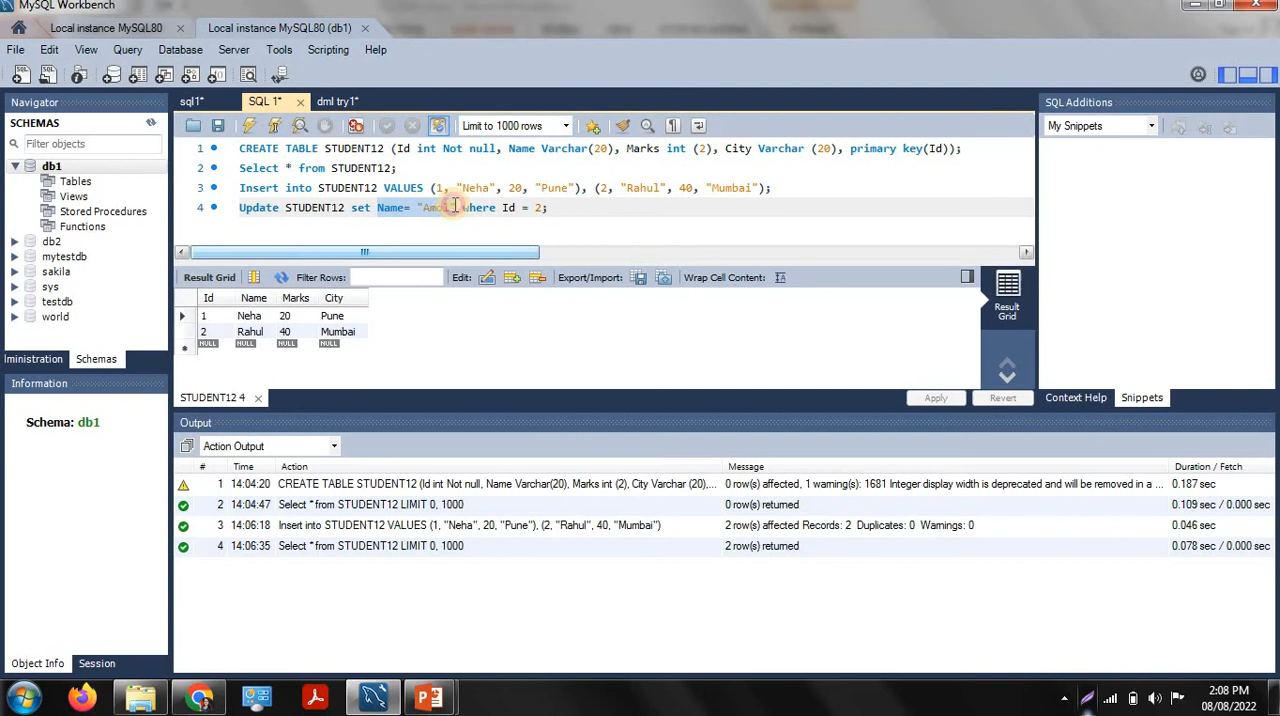 MySQL Workbench
Local instance MySQL80 × Local instance MySQL80 (db1) ×
File Edit View Query Database Server Tools Scripting Help
Navigator
SCHEMAS
Filter objects
db1
Tables
Views
Stored Procedures
Functions
db2
mytestdb
sakila
sys
testdb
world
ministration Schemas
Information
Schema: db1
Object Info Session
sql1* SQL 1* × dml try1*
Limit to 1000 rows
1 CREATE TABLE STUDENT12 (Id int Not null, Name Varchar(20), Marks int (2), City Varchar (20), primary key(Id));
2 Select * from STUDENT12;
3 Insert into STUDENT12 VALUES (1, "Neha", 20, "Pune"), (2, "Rahul", 40, "Mumbai");
4 Update STUDENT12 set Name= where Id = 2;
Result Grid Filter Rows: Edit: Export/Import: Wrap Cell Content:
Id Name Marks City
1 Neha 20 Pune
2 Rahul 40 Mumbai
NULL NULL NULL NULL
Result Grid
STUDENT12 4 × Apply Revert
SQL Additions
My Snippets
Context Help Snippets
Output
Action Output
# Time Action Message Duration / Fetch
1 14:04:20 CREATE TABLE STUDENT12 (Id int Not null, Name Varchar(20), Marks int (2), City Varchar (20),... 0 row(s) affected, 1 warning(s): 1681 Integer display width is deprecated and will be removed in a ... 0.187 sec
2 14:04:47 Select * from STUDENT12 LIMIT 0, 1000 0 row(s) returned 0.109 sec / 0.000 sec
3 14:06:18 Insert into STUDENT12 VALUES (1, "Neha", 20, "Pune"), (2, "Rahul", 40, "Mumbai") 2 row(s) affected Records: 2 Duplicates: 0 Warnings: 0 0.046 sec
4 14:06:35 Select * from STUDENT12 LIMIT 0, 1000 2 row(s) returned 0.078 sec / 0.000 sec
2:08 PM
08/08/2022